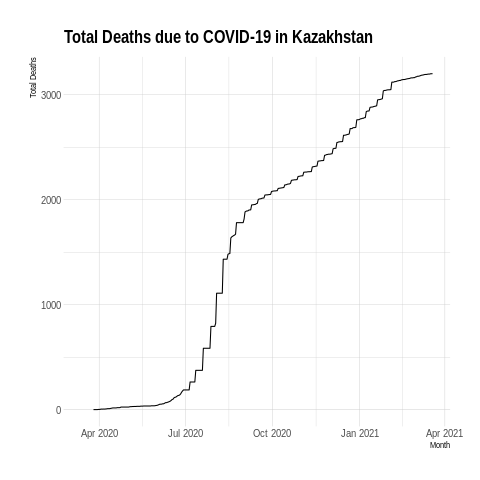 Total Deaths due to COVID-19 in Kazakhstan
Total Deaths
3000
2000
1000
0
Apr 2020 Jul 2020 Oct 2020 Jan 2021 Apr 2021
Month